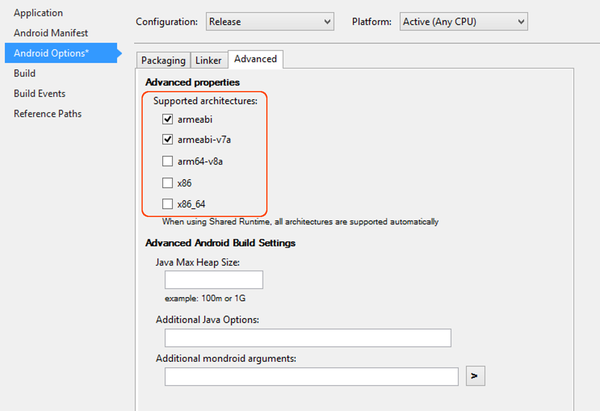 Application
Android Manifest
Android Options*
Build
Build Events
Reference Paths
Configuration: Release Platform: Active (Any CPU)
Packaging Linker Advanced
Advanced properties
Supported architectures:
armeabi
armeabi-v7a
arm64-v8a
x86
x86_64
When using Shared Runtime, all architectures are supported automatically
Advanced Android Build Settings
Java Max Heap Size:
example: 100m or 1G
Additional Java Options:
Additional mondroid arguments:
>